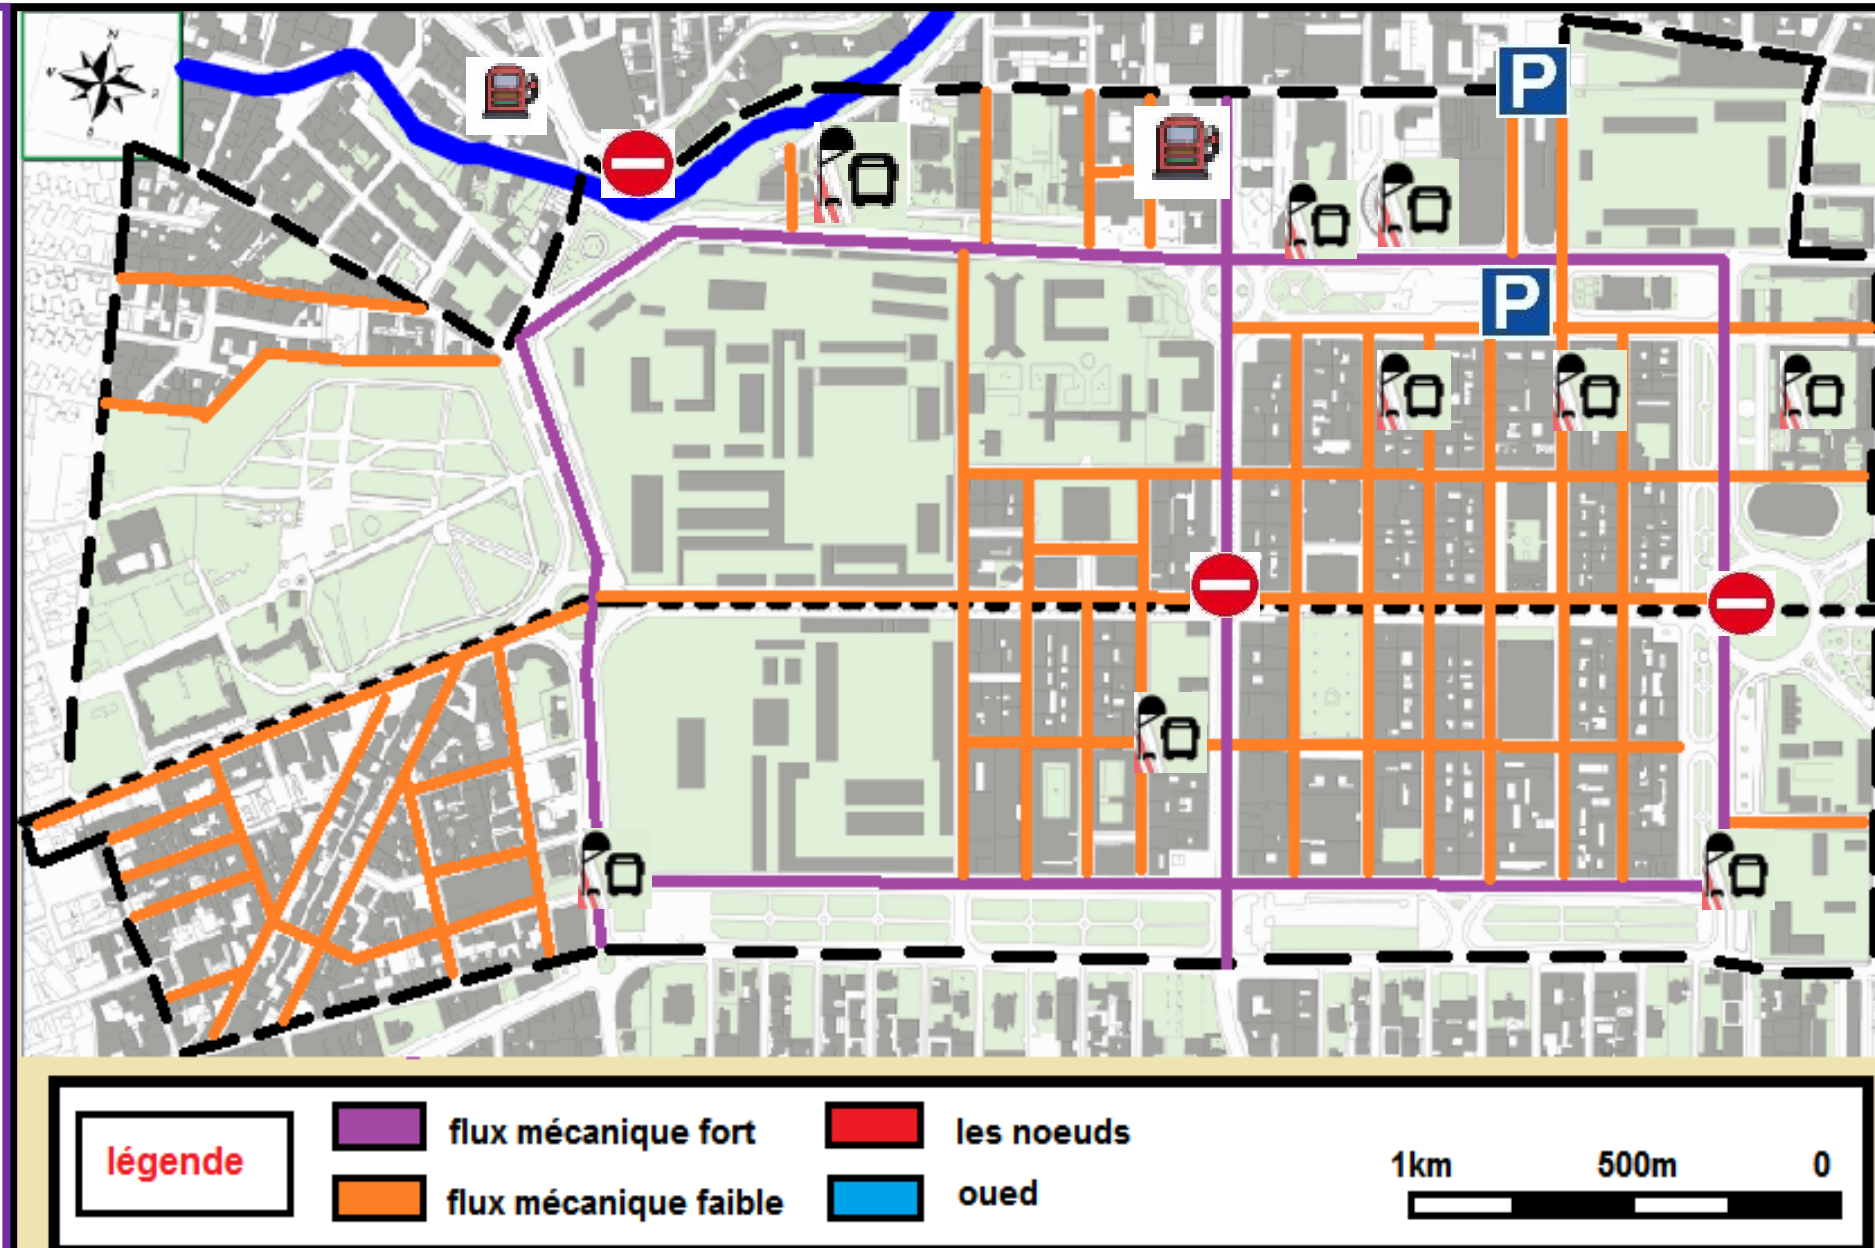 N
P
P
légende
flux mécanique fort
flux mécanique faible
les noeuds
oued
1km 500m 0